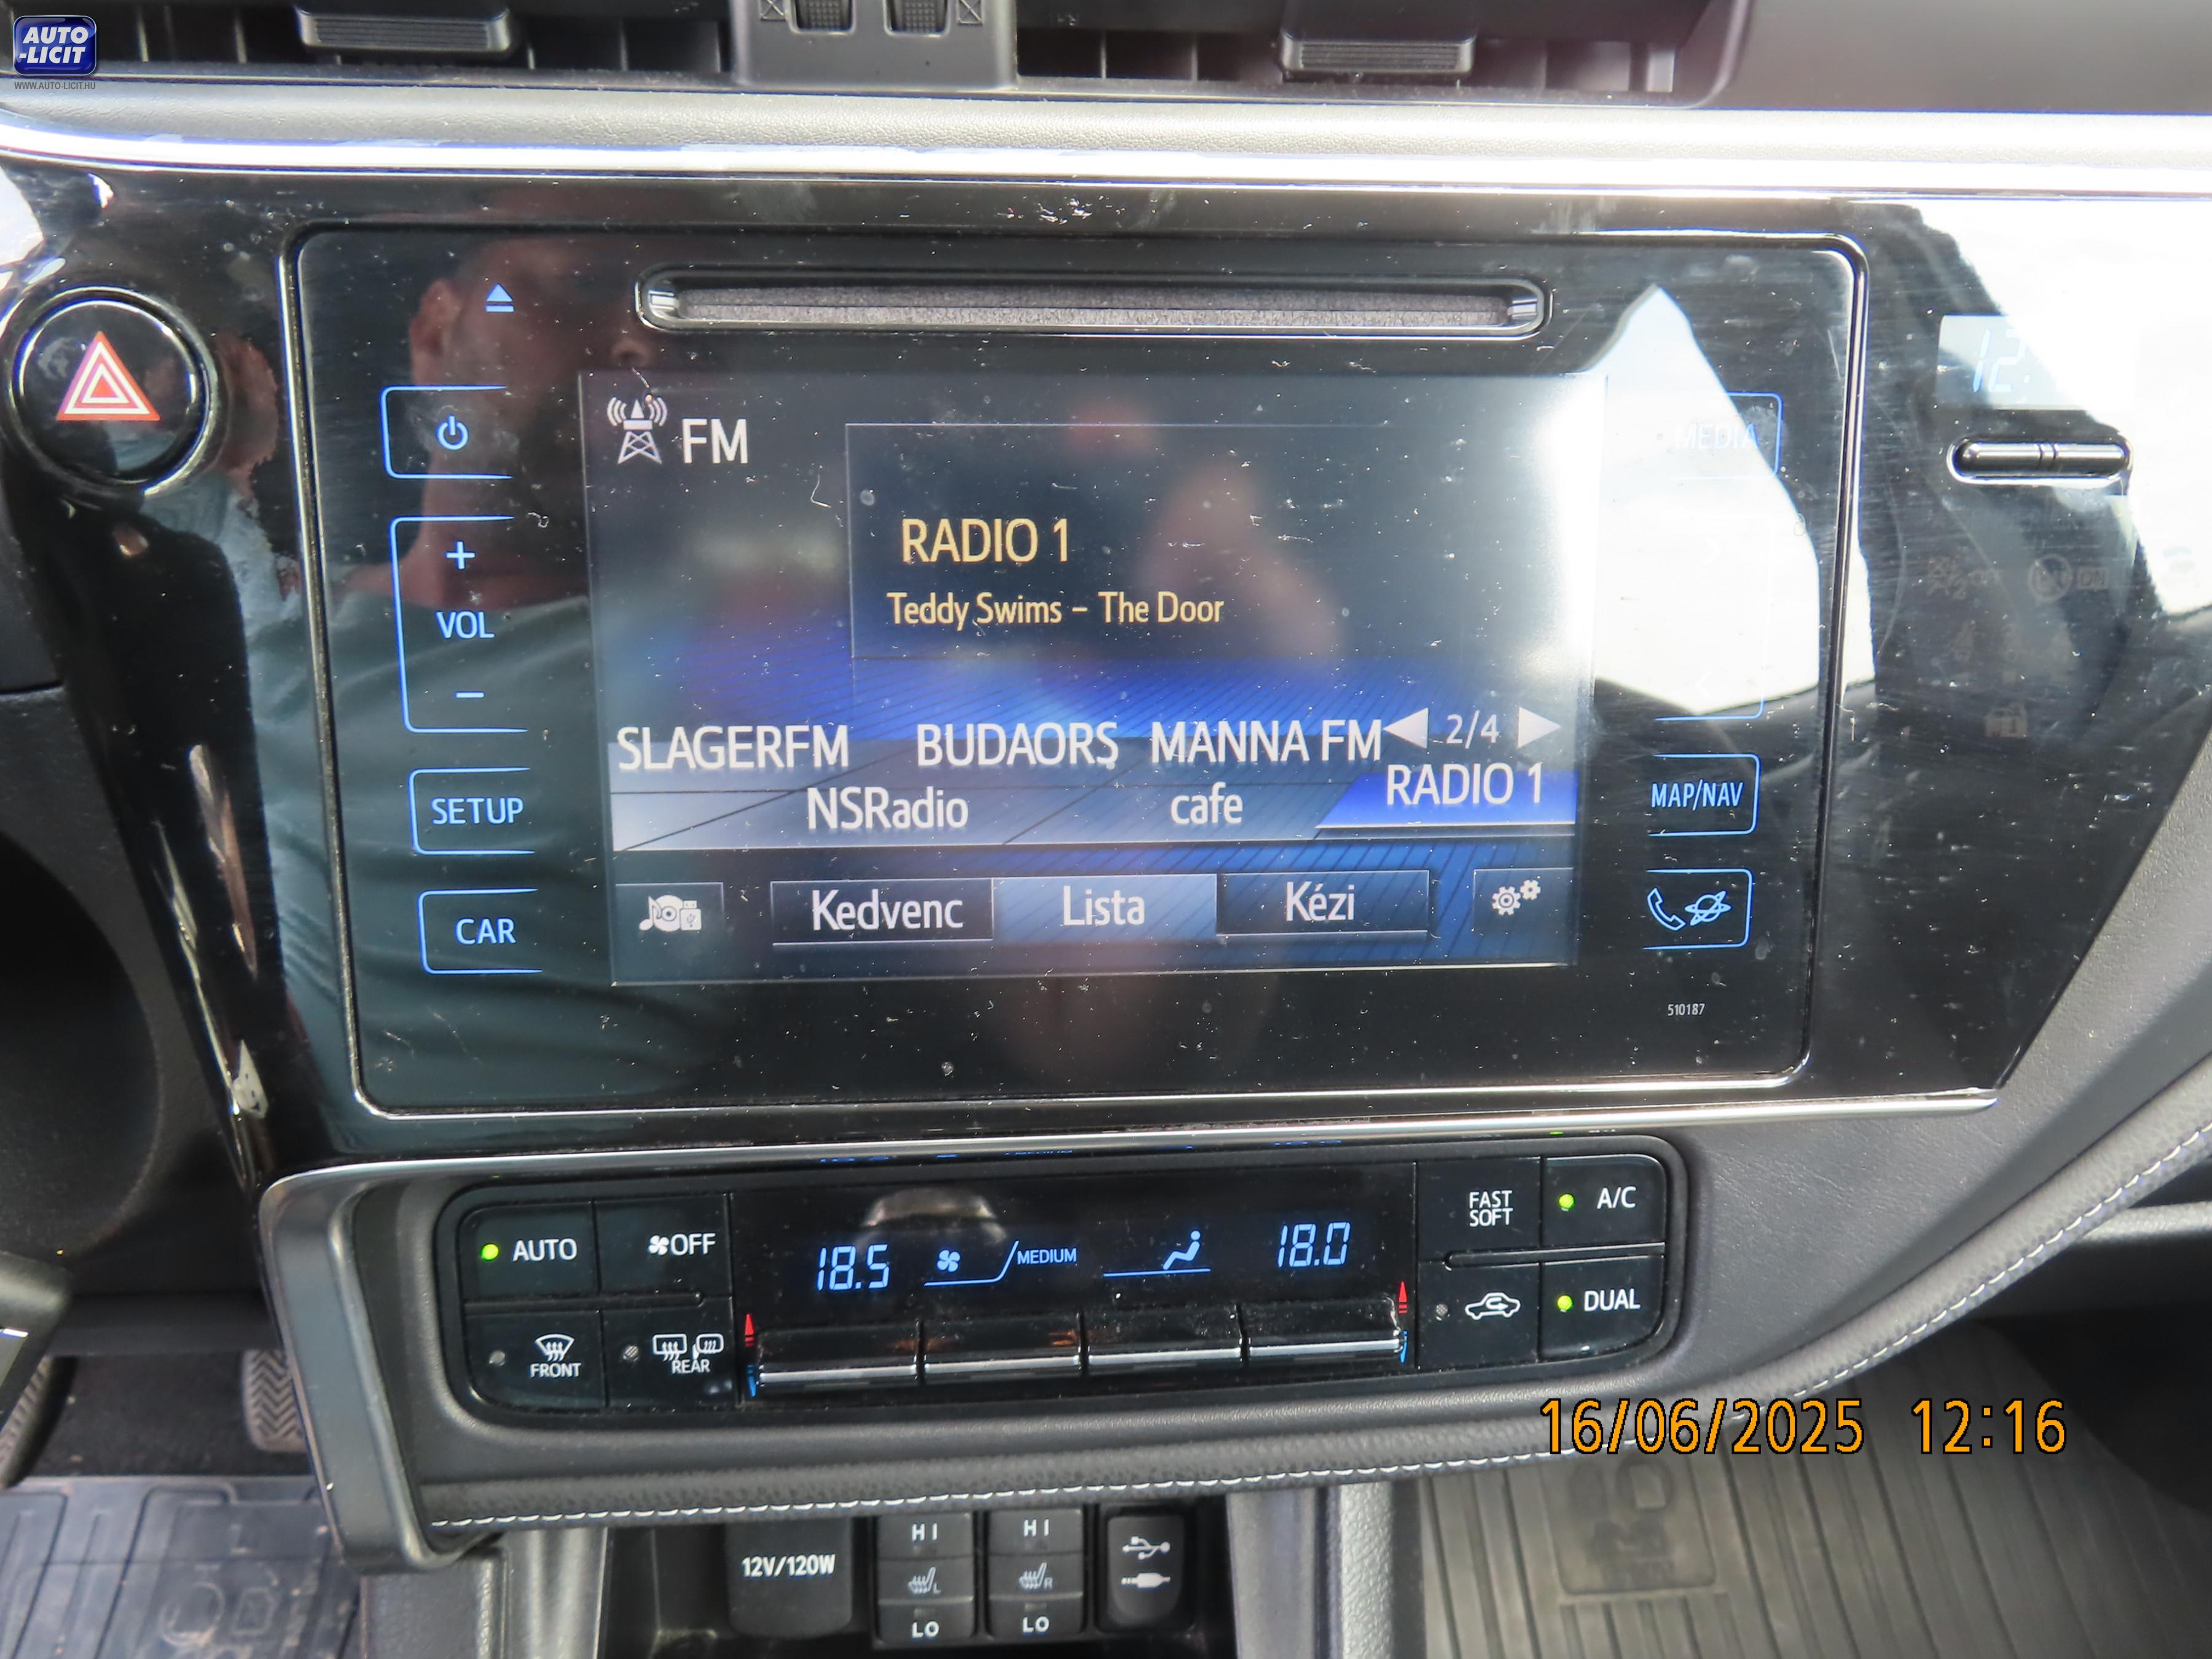 AUTO
-LICIT
WWW.AUTO-LICIT.HU
FM
MEDIA
RADIO 1
Teddy Swims - The Door
+
VOL
-
SLAGERFM BUDAORS MANNA FM 2/4
NSRadio cafe RADIO 1
SETUP
MAP/NAV
Kedvenc Lista Kézi
CAR
510187
AUTO OFF 18.5 MEDIUM 18.0 FAST SOFT A/C
FRONT REAR DUAL
16/06/2025 12:16
12V/120W
HI HI
L R
LO LO